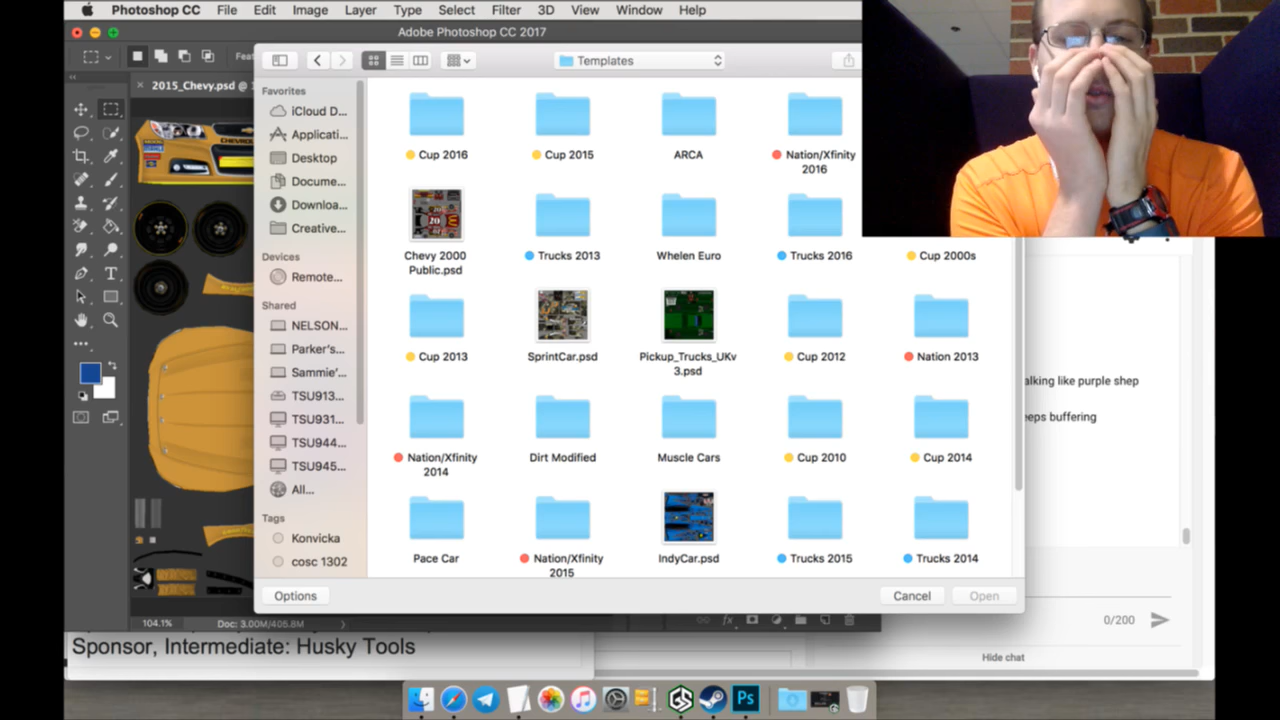 Photoshop CC File Edit Image Layer Type Select Filter 3D View Window Help
Adobe Photoshop CC 2017
Templates
2015_Chevy.psd @
Favorites
iCloud D...
Applicati...
Desktop
Docume...
Downloa...
Creative...
Devices
Remote...
Shared
NELSON...
Parker's...
Sammie'...
TSU913...
TSU931...
TSU944...
TSU945...
All...
Tags
Konvicka
cosc 1302
Cup 2016
Cup 2015
ARCA
Nation/Xfinity
2016
Chevy 2000
Public.psd
Trucks 2013
Whelen Euro
Trucks 2016
Cup 2000s
Cup 2013
SprintCar.psd
Pickup_Trucks_UKv
3.psd
Cup 2012
Nation 2013
Nation/Xfinity
2014
Dirt Modified
Muscle Cars
Cup 2010
Cup 2014
Pace Car
Nation/Xfinity
2015
IndyCar.psd
Trucks 2015
Trucks 2014
Options
Cancel
Open
104.1%
Doc: 3.00M/405.8M
alking like purple shep
eeps buffering
0/200
Hide chat
Sponsor, Intermediate: Husky Tools
Ps